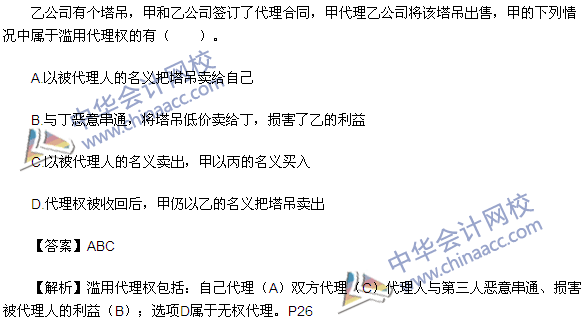 乙公司有个塔吊，甲和乙公司签订了代理合同，甲代理乙公司将该塔吊出售，甲的下列情
况中属于滥用代理权的有（　　）。
A.以被代理人的名义把塔吊卖给自己
B.与丁恶意串通，将塔吊低价卖给丁，损害了乙的利益
C.以被代理人的名义卖出，甲以丙的名义买入
D.代理权被收回后，甲仍以乙的名义把塔吊卖出
【答案】ABC
【解析】滥用代理权包括：自己代理（A）双方代理（C）代理人与第三人恶意串通、损害
被代理人的利益（B）；选项D属于无权代理。P26
中华会计网校
www.chinaacc.com
中华会计网校
www.chinaacc.com